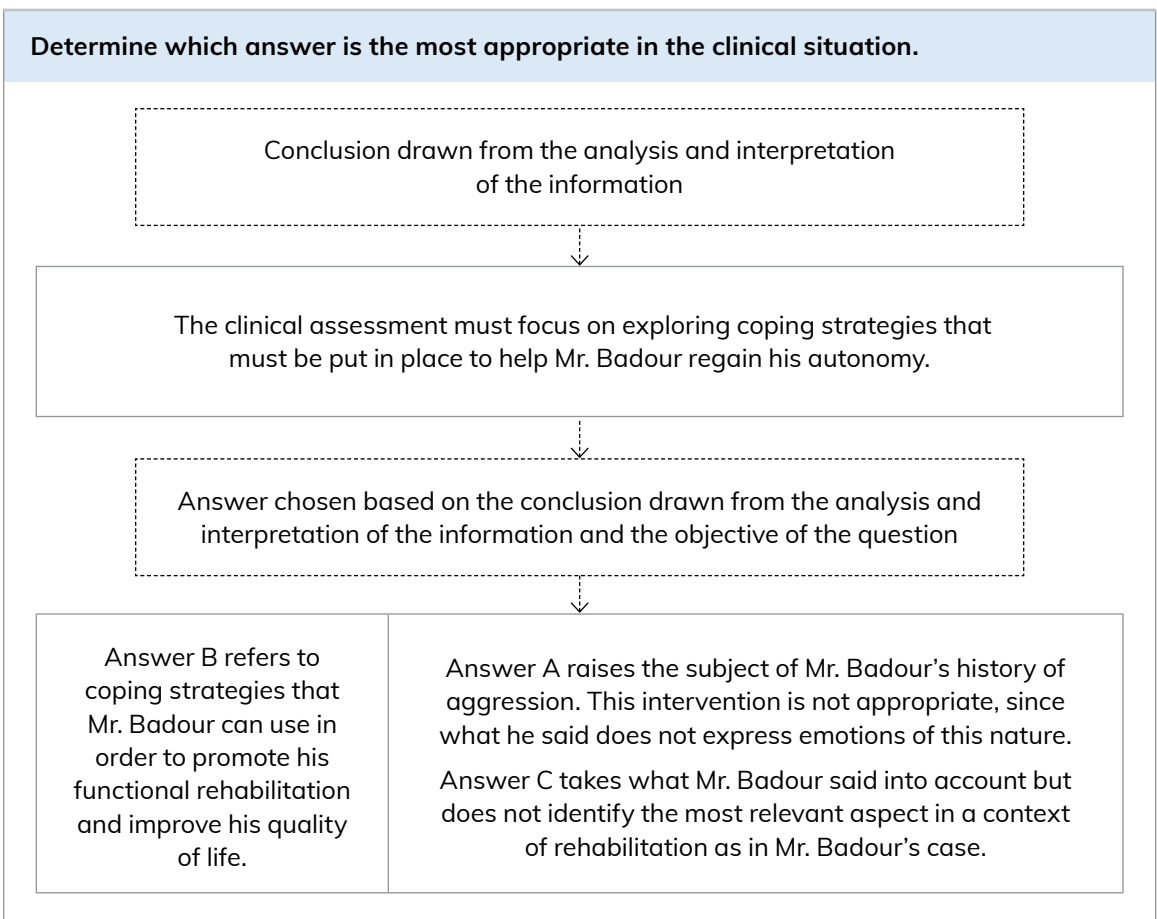 Determine which answer is the most appropriate in the clinical situation.
Conclusion drawn from the analysis and interpretation
of the information
The clinical assessment must focus on exploring coping strategies that
must be put in place to help Mr. Badour regain his autonomy.
Answer chosen based on the conclusion drawn from the analysis and
interpretation of the information and the objective of the question
Answer B refers to
coping strategies that
Mr. Badour can use in
order to promote his
functional rehabilitation
and improve his quality
of life.
Answer A raises the subject of Mr. Badour’s history of
aggression. This intervention is not appropriate, since
what he said does not express emotions of this nature.
Answer C takes what Mr. Badour said into account but
does not identify the most relevant aspect in a context
of rehabilitation as in Mr. Badour’s case.